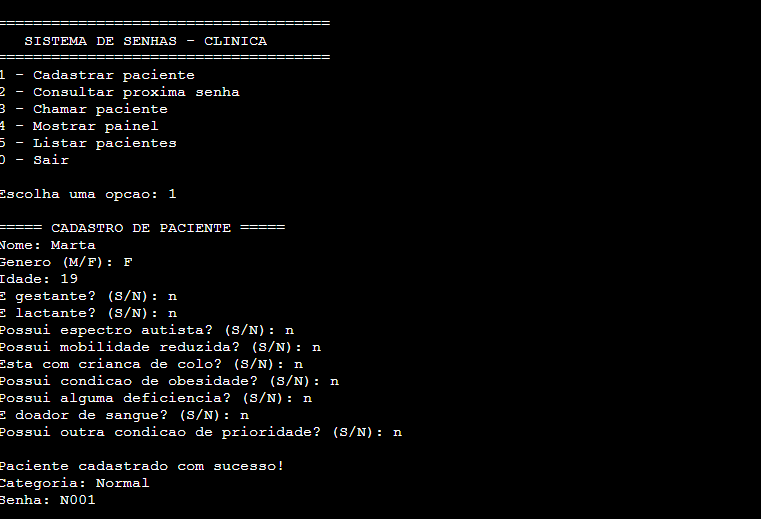 =====================================
SISTEMA DE SENHAS - CLINICA
=====================================
1 - Cadastrar paciente
2 - Consultar proxima senha
3 - Chamar paciente
4 - Mostrar painel
5 - Listar pacientes
0 - Sair
Escolha uma opcao: 1
===== CADASTRO DE PACIENTE =====
Nome: Marta
Genero (M/F): F
Idade: 19
E gestante? (S/N): n
E lactante? (S/N): n
Possui espectro autista? (S/N): n
Possui mobilidade reduzida? (S/N): n
Esta com crianca de colo? (S/N): n
Possui condicao de obesidade? (S/N): n
Possui alguma deficiencia? (S/N): n
E doador de sangue? (S/N): n
Possui outra condicao de prioridade? (S/N): n
Paciente cadastrado com sucesso!
Categoria: Normal
Senha: N001